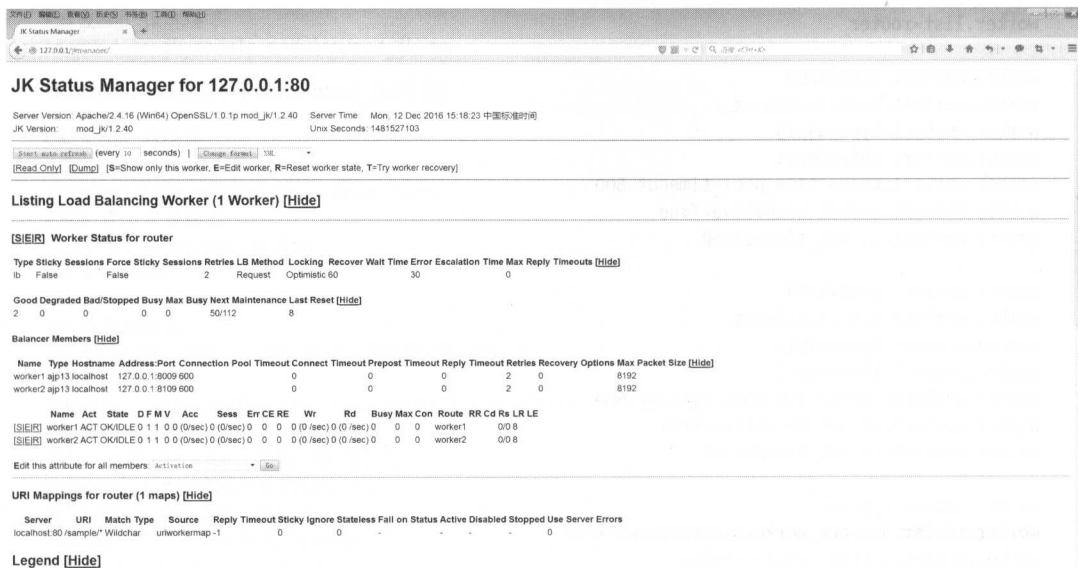 文件(F) 编辑(E) 查看(V) 历史(S) 书签(B) 工具(T) 帮助(H)
JK Status Manager × +
127.0.0.1/jkmanager/
JK Status Manager for 127.0.0.1:80
Server Version: Apache/2.4.16 (Win64) OpenSSL/1.0.1p mod_jk/1.2.40 Server Time: Mon, 12 Dec 2016 15:18:23 中国标准时间
JK Version: mod_jk/1.2.40 Unix Seconds: 1481527103
Start auto refresh (every 10 seconds) | Change format XML
[Read Only] [Dump] [S=Show only this worker, E=Edit worker, R=Reset worker state, T=Try worker recovery]
Listing Load Balancing Worker (1 Worker) [Hide]
[S|E|R] Worker Status for router
Type Sticky Sessions Force Sticky Sessions Retries LB Method Locking Recover Wait Time Error Escalation Time Max Reply Timeouts [Hide]
lb False False 2 Request Optimistic 60 30 0
Good Degraded Bad/Stopped Busy Max Busy Next Maintenance Last Reset [Hide]
2 0 0 0 0 50/112 8
Balancer Members [Hide]
Name Type Hostname Address:Port Connection Pool Timeout Connect Timeout Prepost Timeout Reply Timeout Retries Recovery Options Max Packet Size [Hide]
worker1 ajp13 localhost 127.0.0.1:8009 600 0 0 0 2 0 8192
worker2 ajp13 localhost 127.0.0.1:8109 600 0 0 0 2 0 8192
Name Act State D F M V Acc Sess Err CE RE Wr Rd Busy Max Con Route RR Cd Rs LR LE
[S|E|R] worker1 ACT OK/IDLE 0 1 1 0 0 (0/sec) 0 (0/sec) 0 0 0 0 (0 /sec) 0 (0 /sec) 0 0 0 worker1 0/0 8
[S|E|R] worker2 ACT OK/IDLE 0 1 1 0 0 (0/sec) 0 (0/sec) 0 0 0 0 (0 /sec) 0 (0 /sec) 0 0 0 worker2 0/0 8
Edit this attribute for all members: Activation Go
URI Mappings for router (1 maps) [Hide]
Server URI Match Type Source Reply Timeout Sticky Ignore Stateless Fail on Status Active Disabled Stopped Use Server Errors
localhost:80 /sample/* Wildchar uriworkermap -1 0 0 - - - - 0
Legend [Hide]